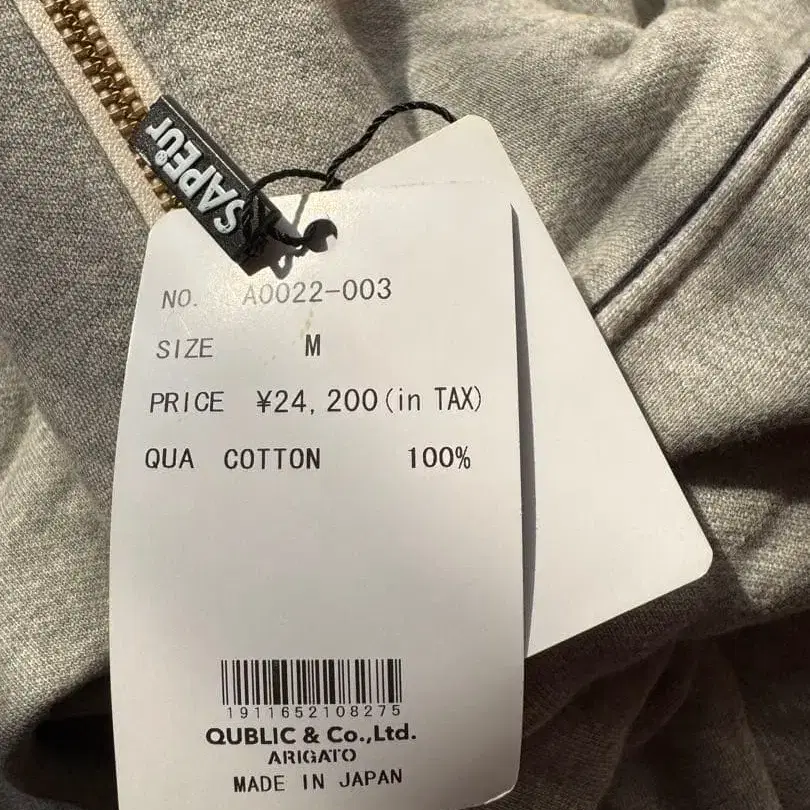 SAPEur®
NO. A0022-003
SIZE M
PRICE ¥24,200(in TAX)
QUA COTTON 100%
1911652108275
QUBLIC & Co.,Ltd.
ARIGATO
MADE IN JAPAN